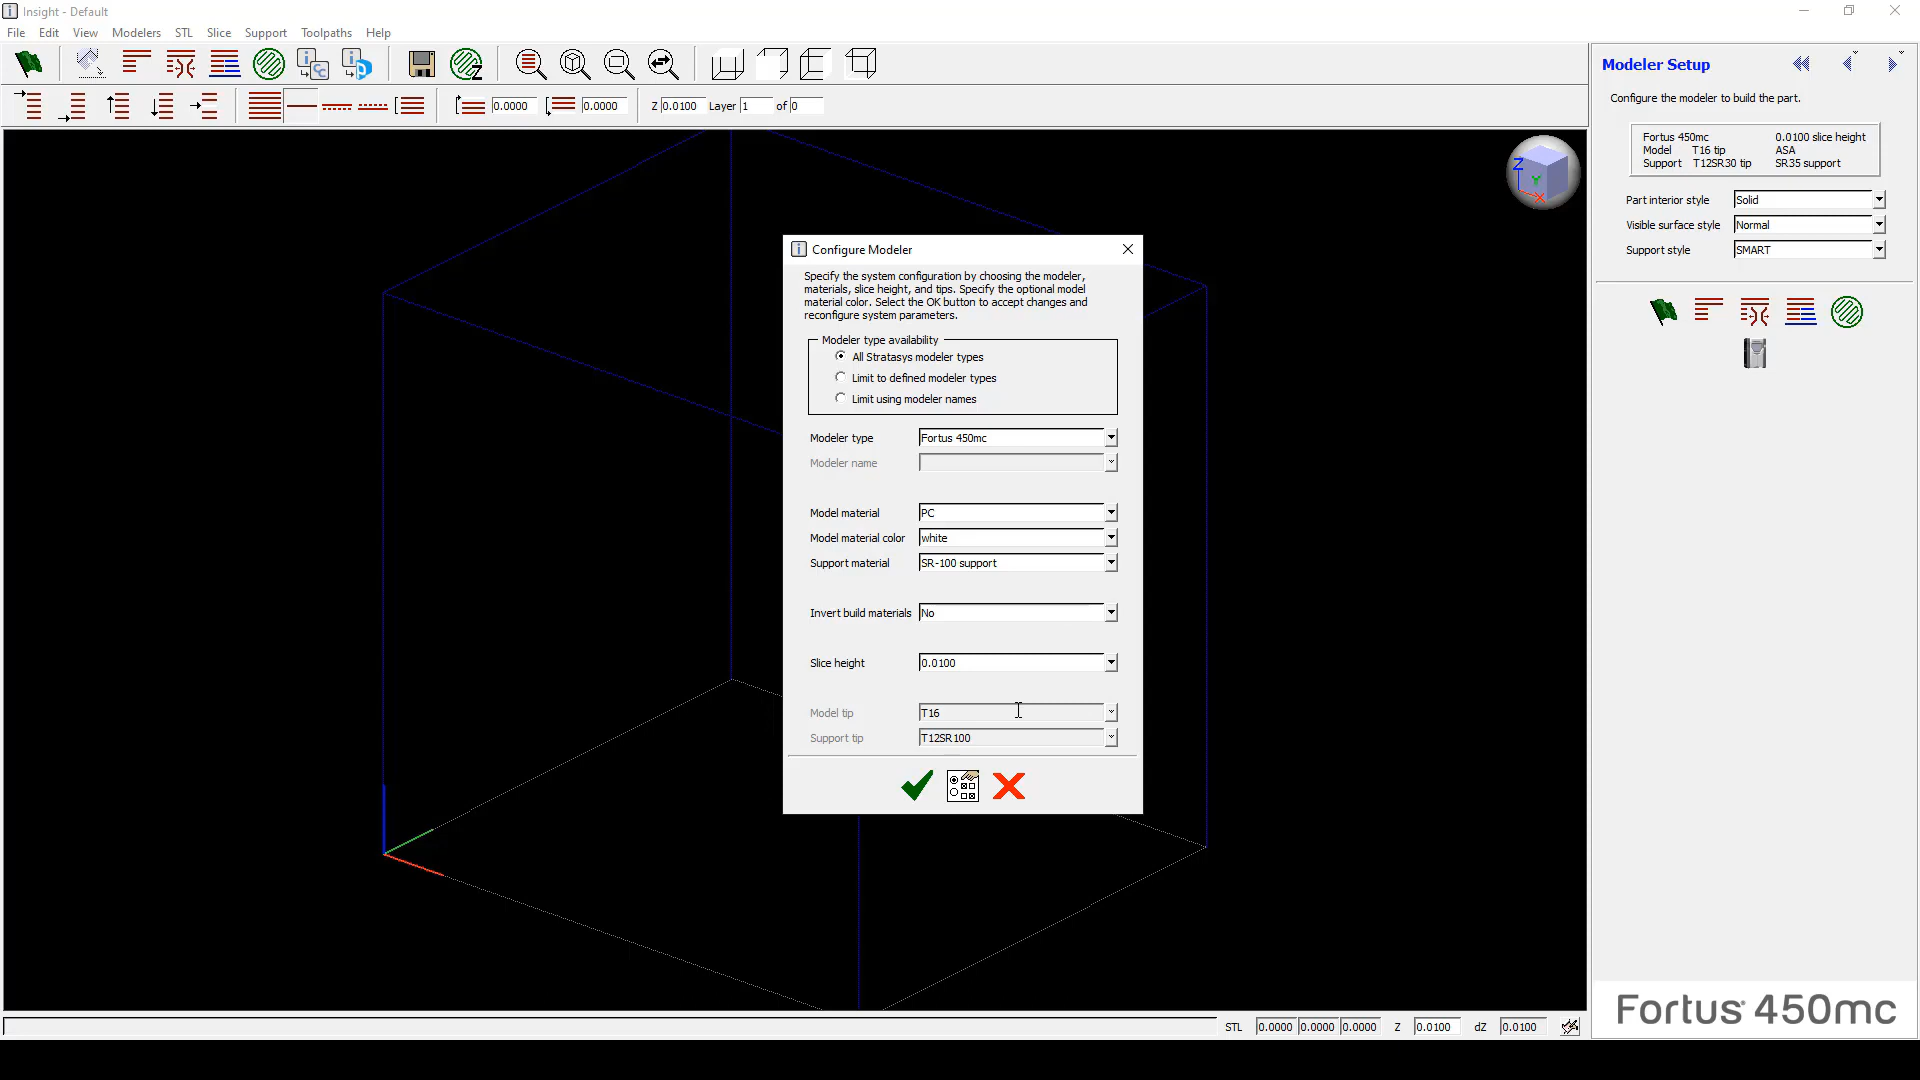 Insight - Default
File Edit View Modelers STL Slice Support Toolpaths Help
0.0000 0.0000 Z 0.0100 Layer 1 of 0
Z
Y
X
Configure Modeler
Specify the system configuration by choosing the modeler,
materials, slice height, and tips. Specify the optional model
material color. Select the OK button to accept changes and
reconfigure system parameters.
Modeler type availability
All Stratasys modeler types
Limit to defined modeler types
Limit using modeler names
Modeler type Fortus 450mc
Modeler name
Model material PC
Model material color white
Support material SR-100 support
Invert build materials No
Slice height 0.0100
Model tip T16
Support tip T12SR100
Modeler Setup
Configure the modeler to build the part.
Fortus 450mc 0.0100 slice height
Model T16 tip ASA
Support T12SR30 tip SR35 support
Part interior style Solid
Visible surface style Normal
Support style SMART
Fortus 450mc
STL 0.0000 0.0000 0.0000 Z 0.0100 dZ 0.0100